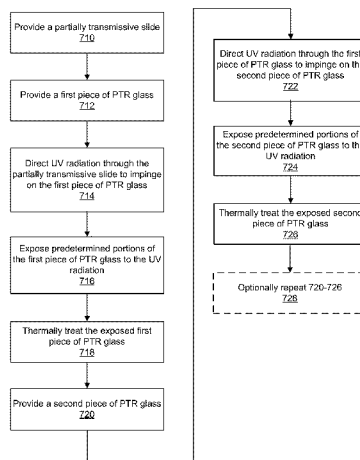 Provide a partially transmissive slide
710
Provide a first piece of PTR glass
712
Direct UV radiation through the
partially transmissive slide to impinge
on the first piece of PTR glass
714
Expose predetermined portions of
the first piece of PTR glass to the UV
radiation
716
Thermally treat the exposed first
piece of PTR glass
718
Provide a second piece of PTR glass
720
Direct UV radiation through the first
piece of PTR glass to impinge on the
second piece of PTR glass
722
Expose predetermined portions of
the second piece of PTR glass to the
UV radiation
724
Thermally treat the exposed second
piece of PTR glass
726
Optionally repeat 720-726
728